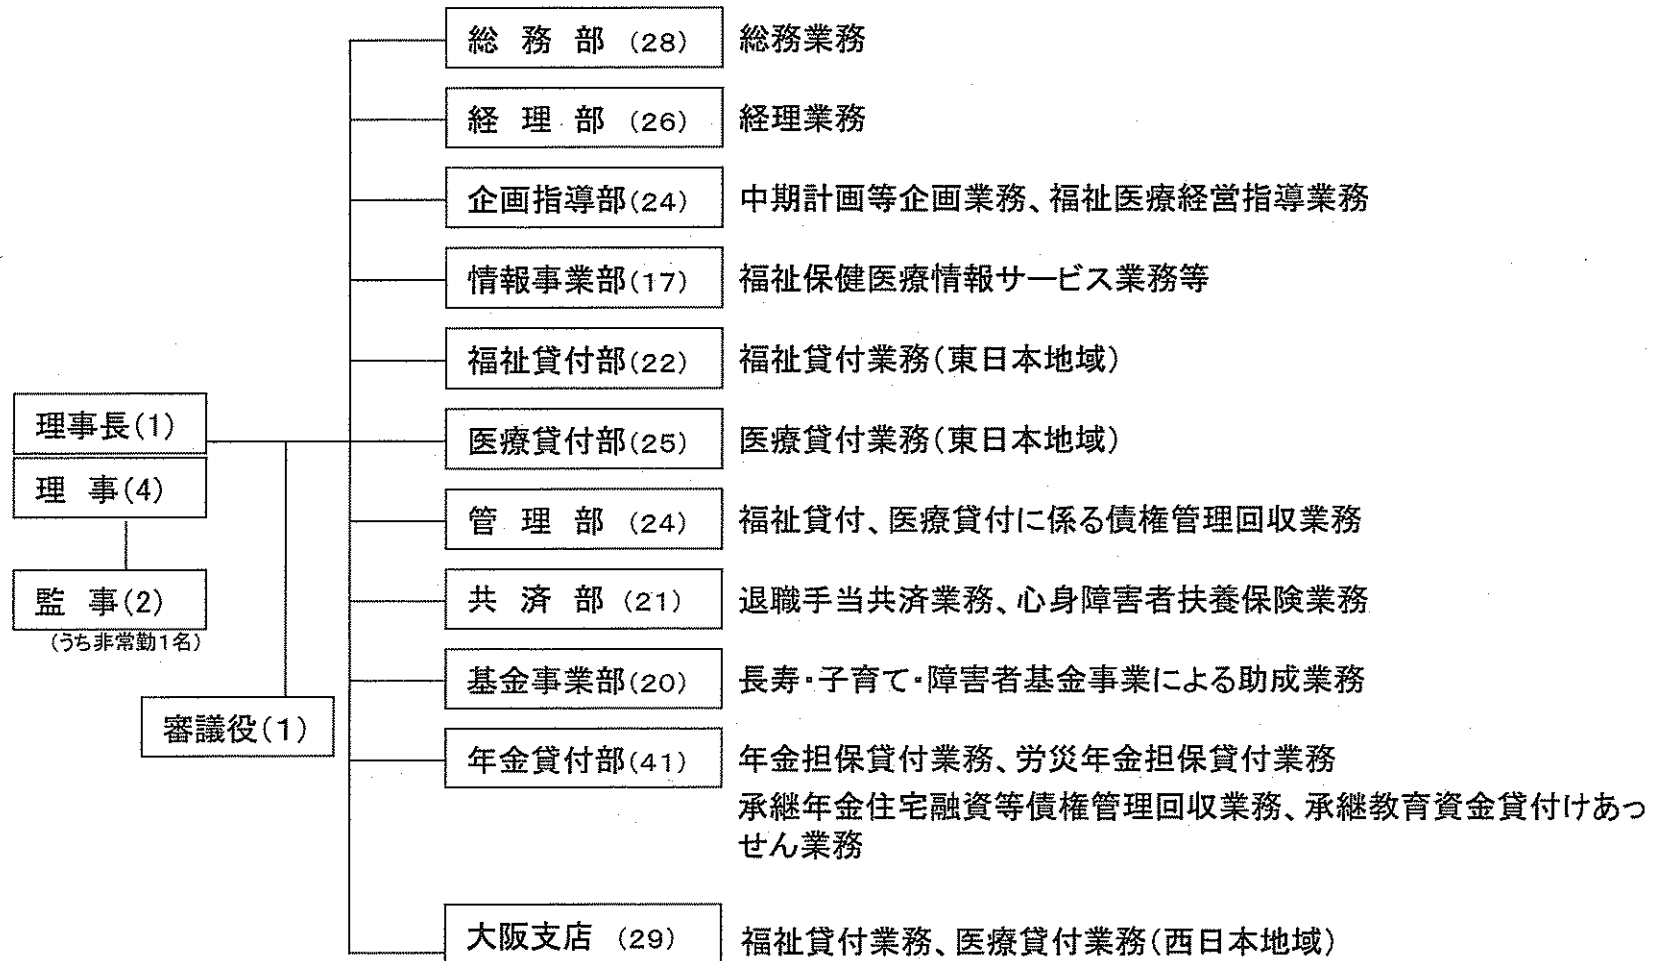 総 務 部 (28) 総務業務
経 理 部 (26) 経理業務
企画指導部(24) 中期計画等企画業務、福祉医療経営指導業務
情報事業部(17) 福祉保健医療情報サービス業務等
福祉貸付部(22) 福祉貸付業務(東日本地域)
理事長(1)
理 事(4)
監 事(2)
(うち非常勤1名)
審議役(1)
医療貸付部(25) 医療貸付業務(東日本地域)
管 理 部 (24) 福祉貸付、医療貸付に係る債権管理回収業務
共 済 部 (21) 退職手当共済業務、心身障害者扶養保険業務
基金事業部(20) 長寿・子育て・障害者基金事業による助成業務
年金貸付部(41) 年金担保貸付業務、労災年金担保貸付業務
承継年金住宅融資等債権管理回収業務、承継教育資金貸付けあっ
せん業務
大阪支店 (29) 福祉貸付業務、医療貸付業務(西日本地域)